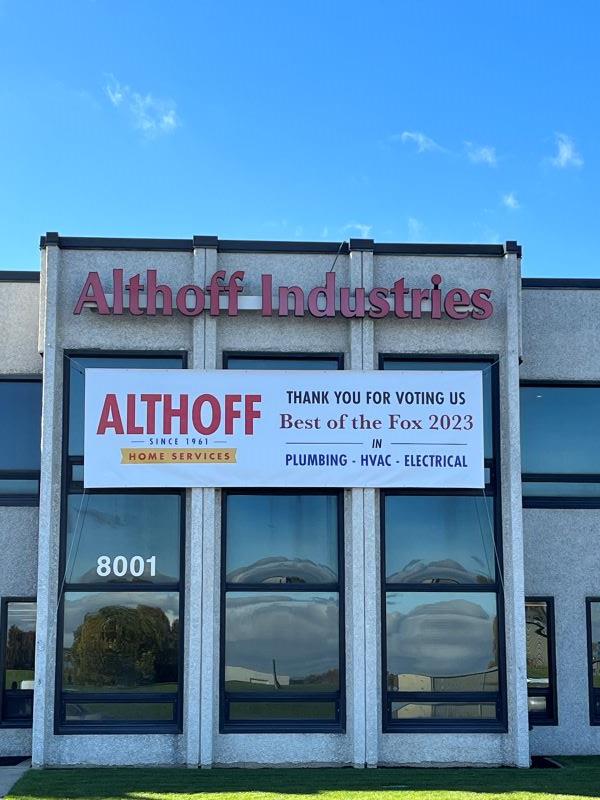 Althoff Industries
ALTHOFF
SINCE 1961
HOME SERVICES
THANK YOU FOR VOTING US
Best of the Fox 2023
IN
PLUMBING - HVAC - ELECTRICAL
8001